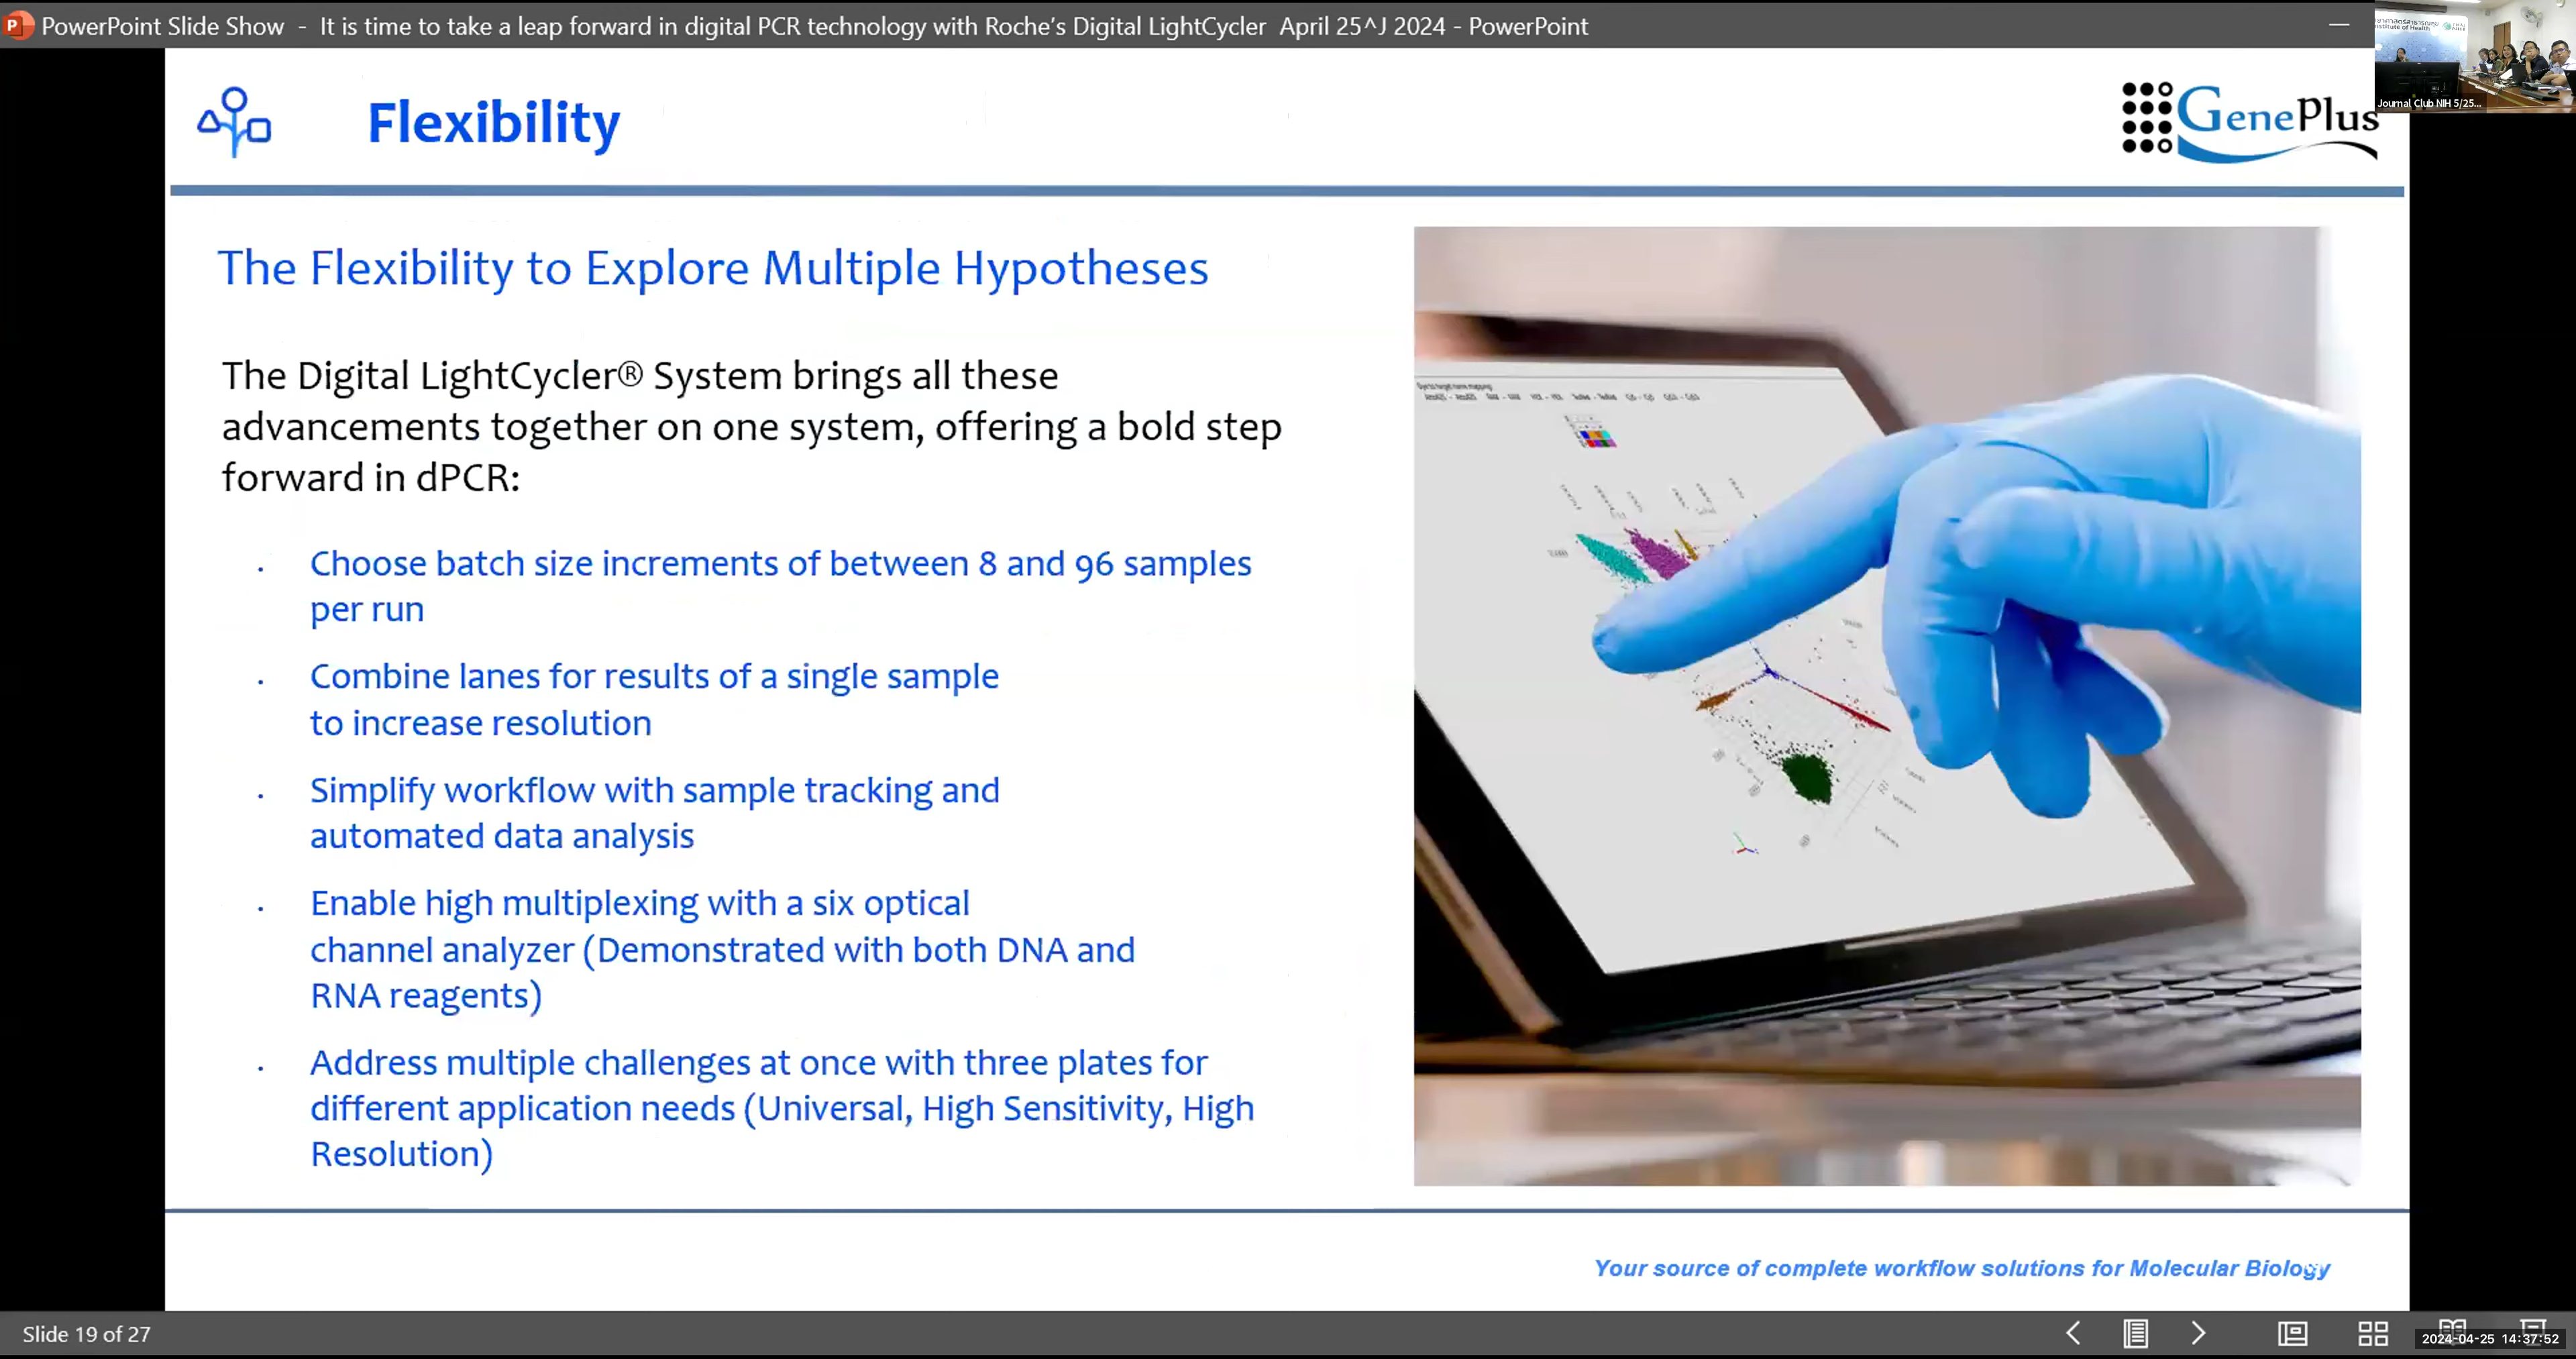 PowerPoint Slide Show - It is time to take a leap forward in digital PCR technology with Roche's Digital LightCycler April 25^J 2024 - PowerPoint
Journal Club NIH 5/25...
Flexibility
GenePlus
The Flexibility to Explore Multiple Hypotheses
The Digital LightCycler® System brings all these
advancements together on one system, offering a bold step
forward in dPCR:
• Choose batch size increments of between 8 and 96 samples
per run
• Combine lanes for results of a single sample
to increase resolution
• Simplify workflow with sample tracking and
automated data analysis
• Enable high multiplexing with a six optical
channel analyzer (Demonstrated with both DNA and
RNA reagents)
• Address multiple challenges at once with three plates for
different application needs (Universal, High Sensitivity, High
Resolution)
Your source of complete workflow solutions for Molecular Biology
Slide 19 of 27
2024-04-25 14:37:52